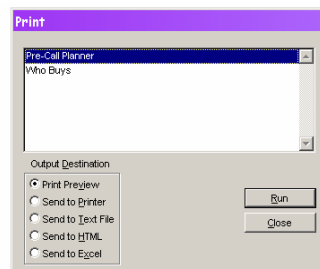 Print
Pre-Call Planner
Who Buys
Output Destination
Print Preview
Send to Printer
Send to Text File
Send to HTML
Send to Excel
Run
Close